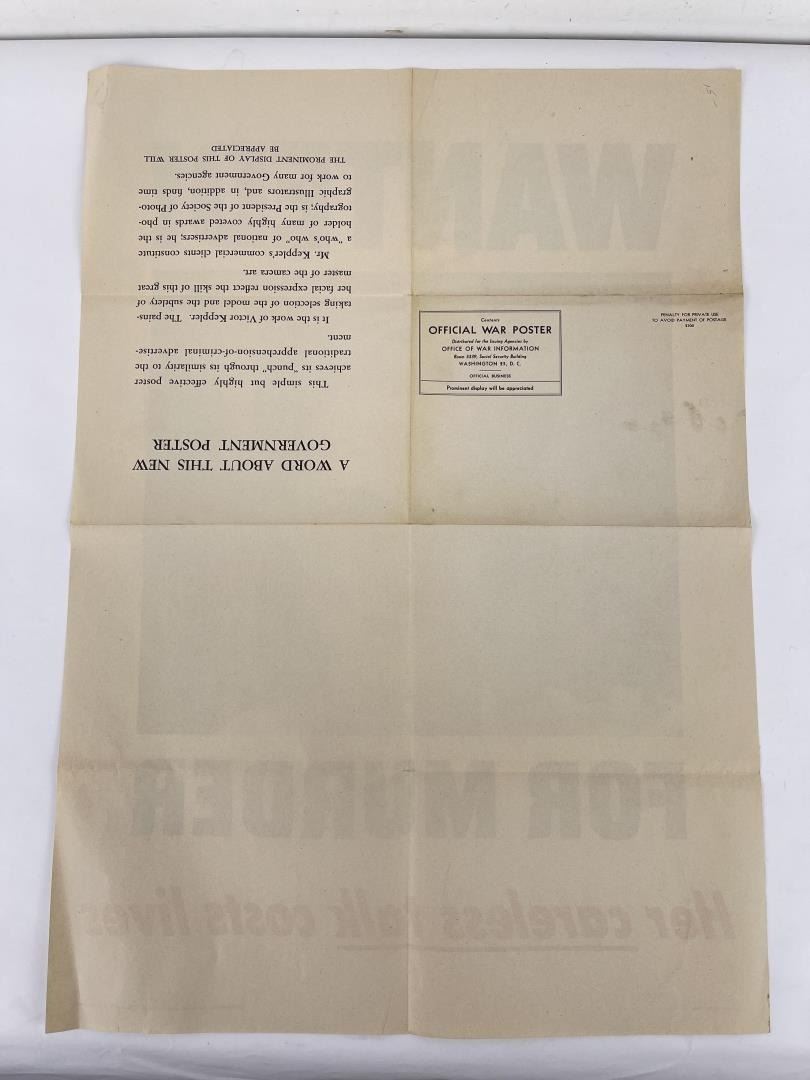 A WORD ABOUT THIS NEW
GOVERNMENT POSTER
This simple but highly effective poster
achieves its "punch" through its similarity to the
traditional apprehension-of-criminal advertise-
ment.
It is the work of Victor Keppler. The pains-
taking selection of the model and the sublety of
her facial expression reflect the skill of this great
master of the camera art.
Mr. Keppler's commercial clients constitute
a "who's who" of national advertisers; he is the
holder of many highly coveted awards in pho-
tography; is the President of the Society of Photo-
graphic Illustrators and, in addition, finds time
to work for many Government agencies.
THE PROMINENT DISPLAY OF THIS POSTER WILL
BE APPRECIATED
Contents
OFFICIAL WAR POSTER
Distributed for the Issuing Agencies by
OFFICE OF WAR INFORMATION
Room 5539, Social Security Building
WASHINGTON 25, D. C.
OFFICIAL BUSINESS
Prominent display will be appreciated
PENALTY FOR PRIVATE USE
TO AVOID PAYMENT OF POSTAGE
$300
FOR MURDER
Her careless talk costs lives